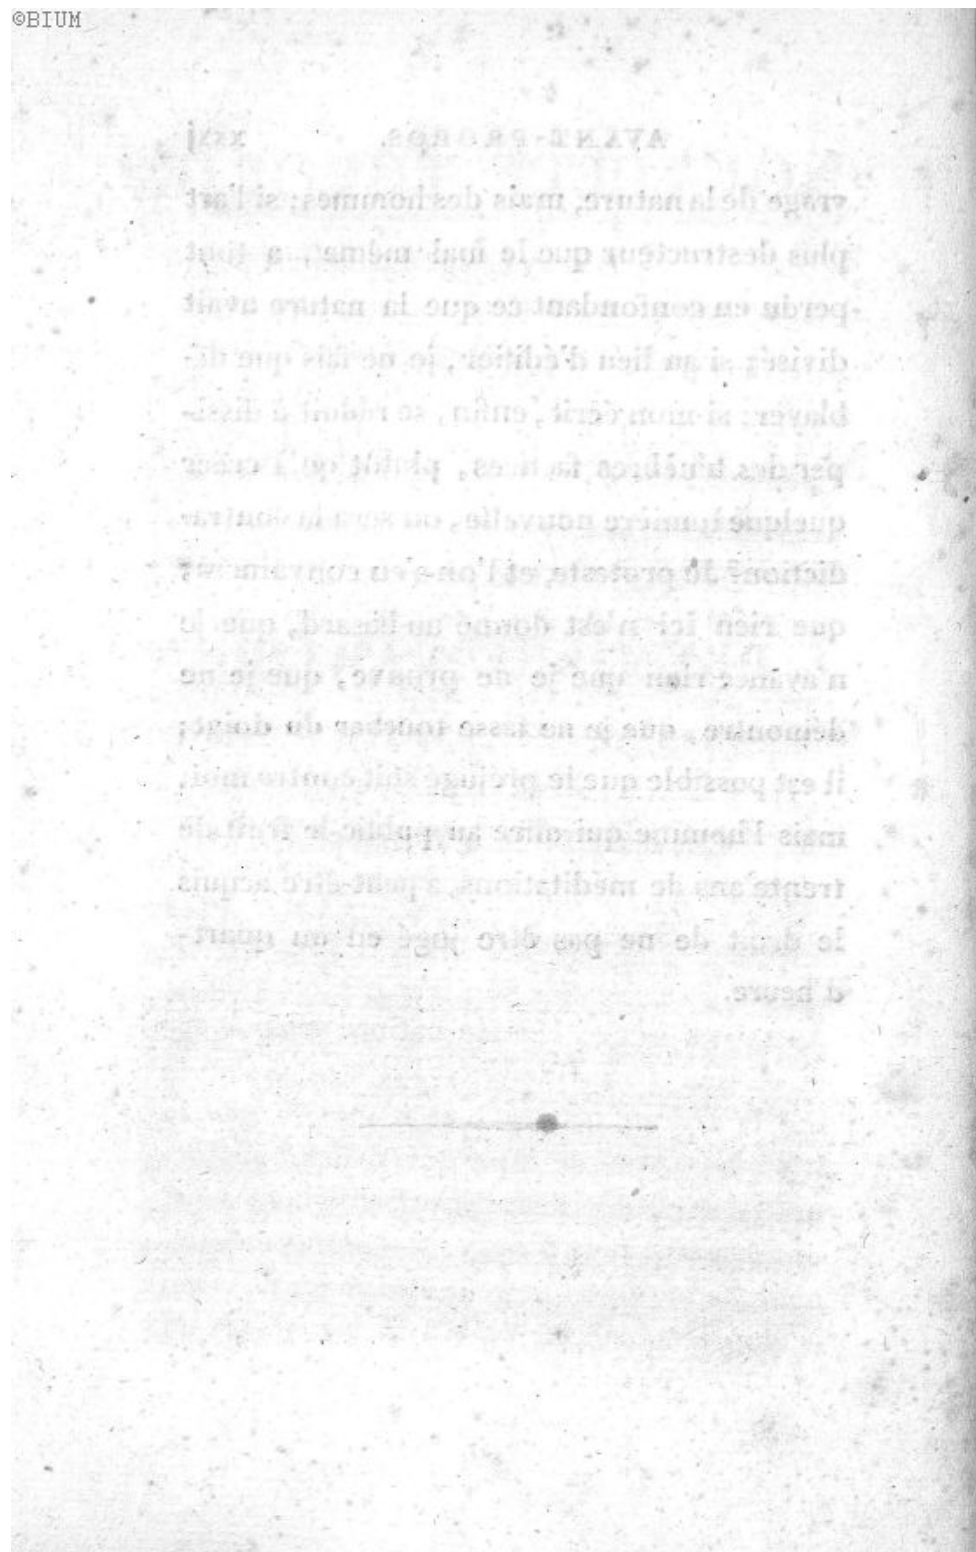 ©BIUM
AVANT-PROPOS. xxxj
vrage de la nature, mais des hommes; si l'art
plus destructeur que le mal même, a tout
perdu en confondant ce que la nature avait
divisé; si au lieu d'édifier, je ne fais que dé-
blayer; si mon écrit, enfin, se réduit à dissi-
per des ténèbres factices, plutôt qu'à créer
quelque lumière nouvelle, où sera la contra-
diction? Je proteste, et l'on s'en convaincra;
que rien ici n'est donné au hasard, que je
n'avance rien que je ne prouve, que je ne
démontre, que je ne fasse toucher du doigt;
il est possible que le préjugé soit contre moi;
mais l'homme qui offre au public le fruit de
trente ans de méditations, a peut-être acquis
le droit de ne pas être jugé en un quart-
d'heure.